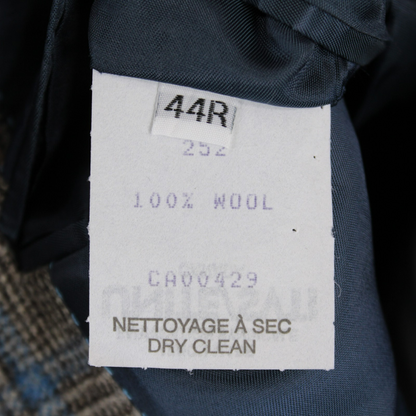 44R
252
100% WOOL
CA00429
NETTOYAGE À SEC
DRY CLEAN